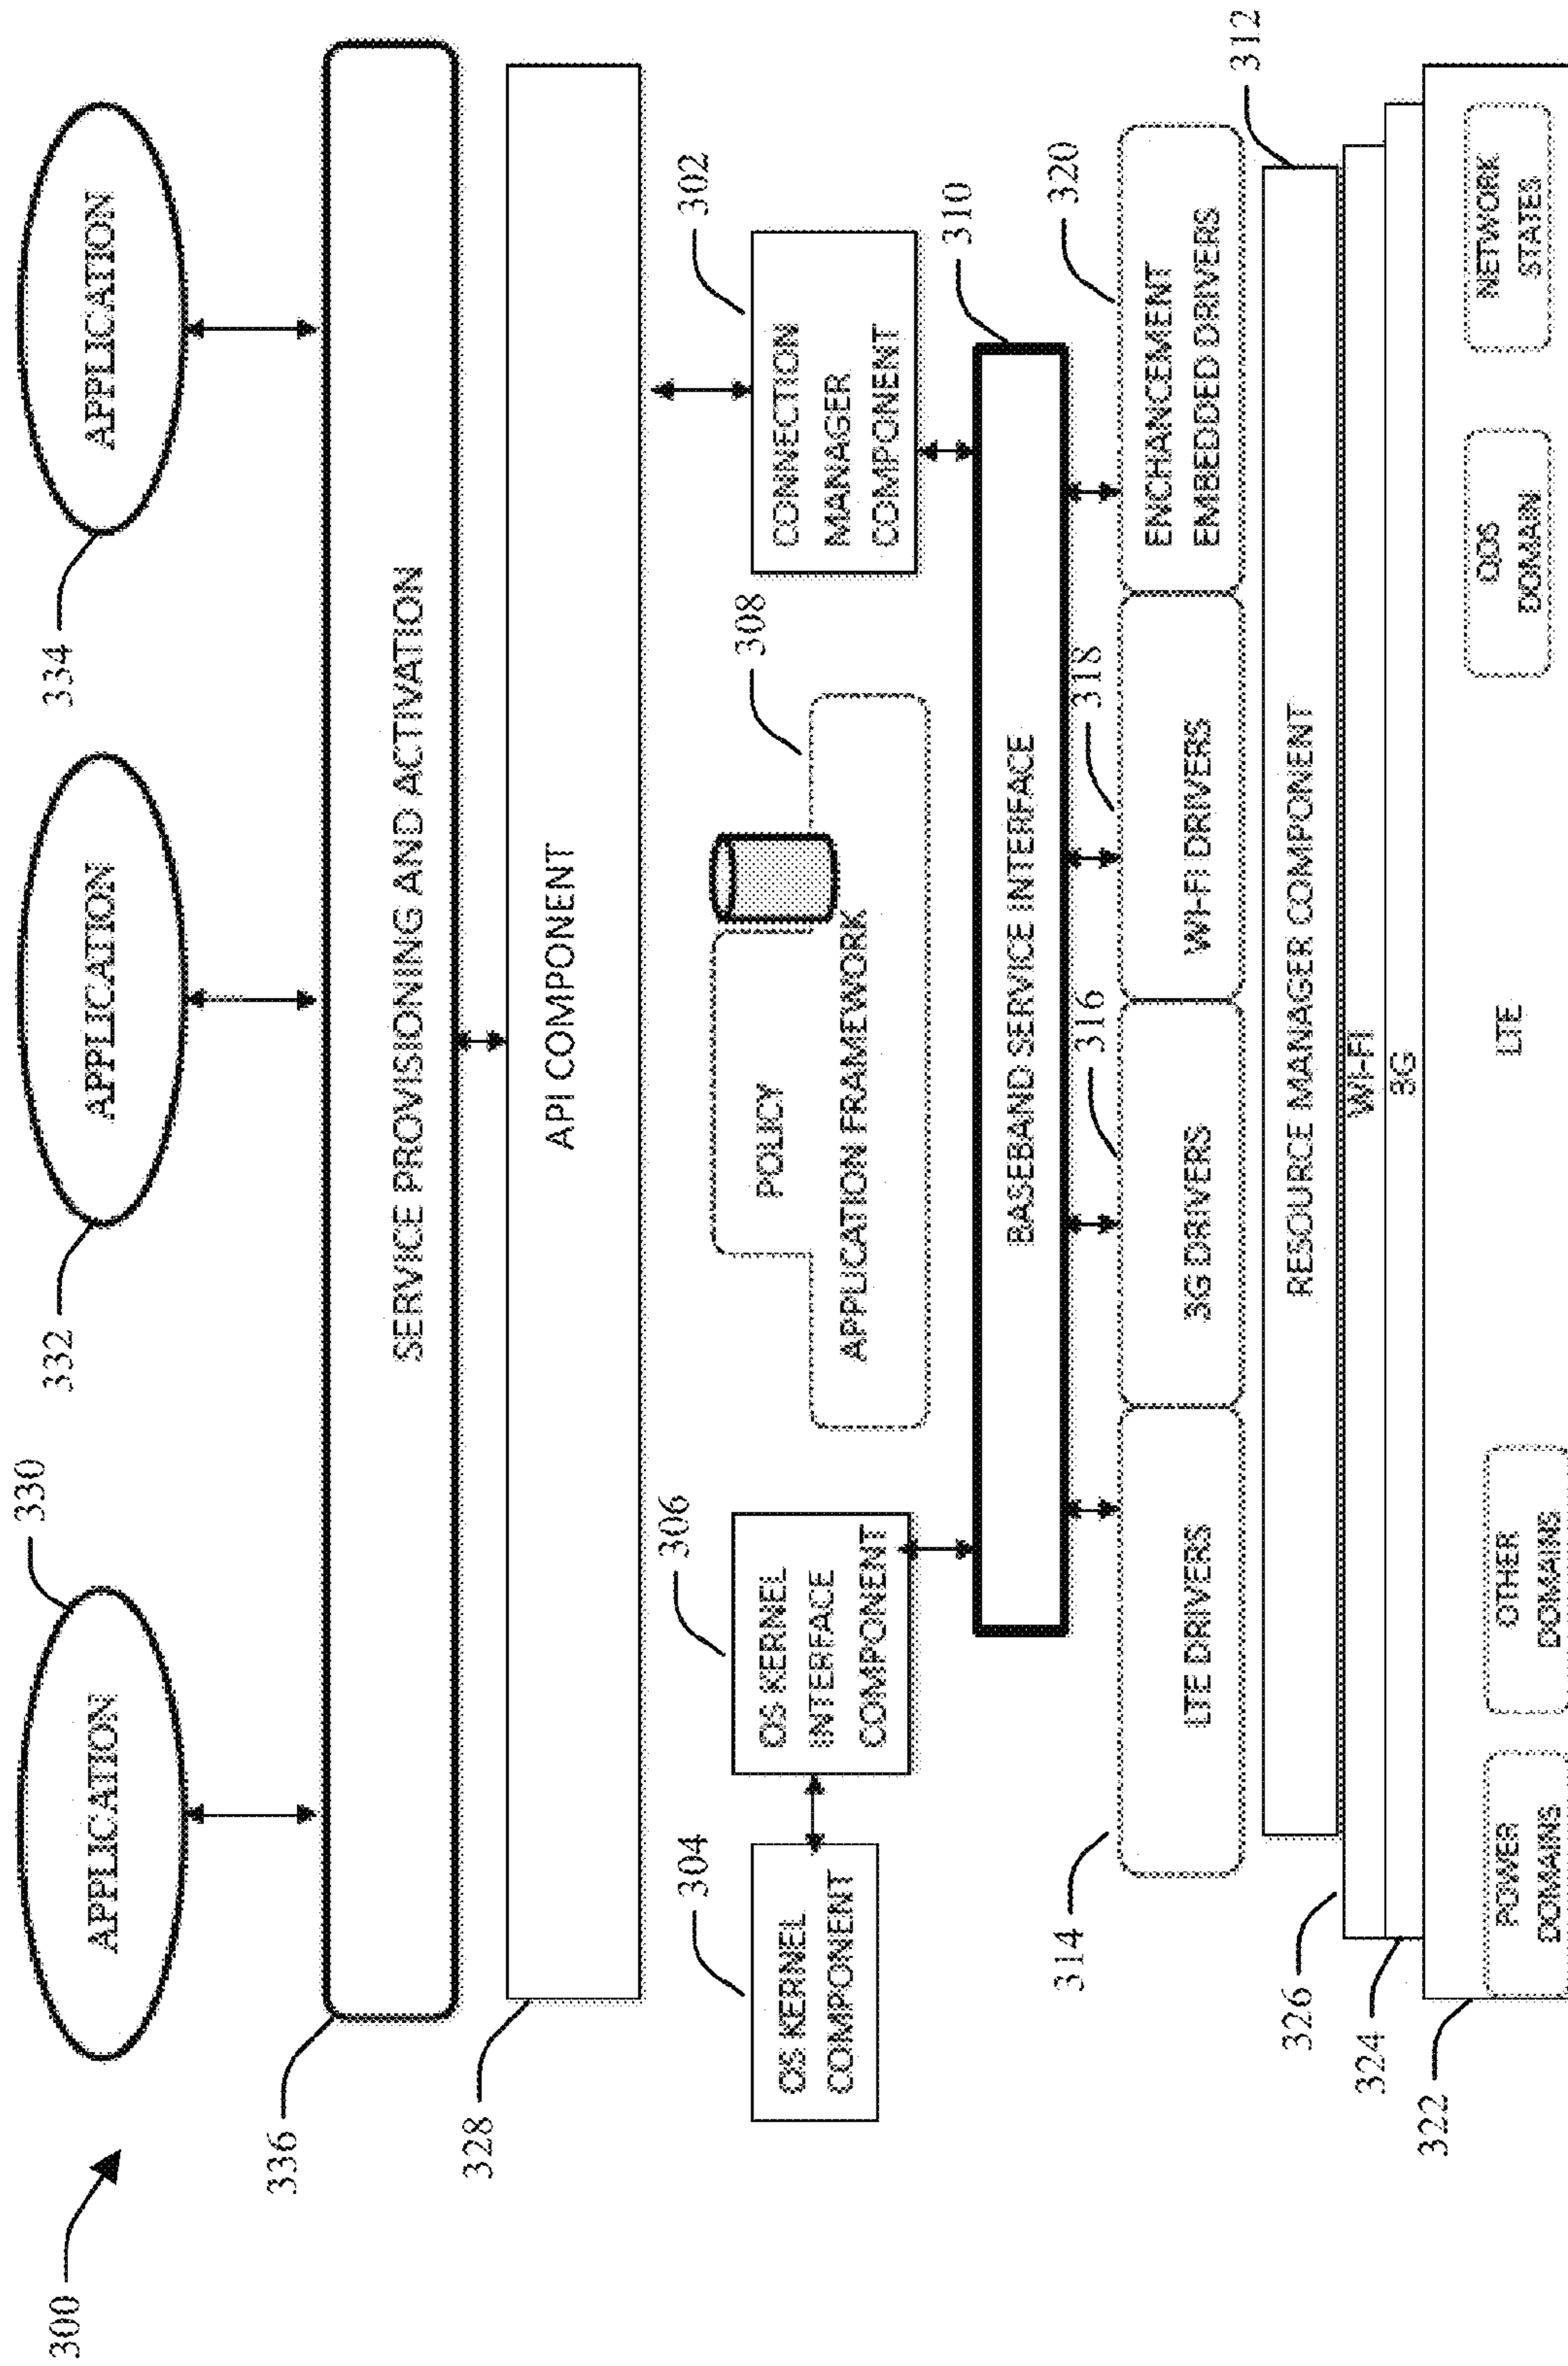 300
330
332
334
APPLICATION
APPLICATION
APPLICATION
336
SERVICE PROVISIONING AND ACTIVATION
328
API COMPONENT
304
306
308
302
OS KERNEL
COMPONENT
OS KERNEL
INTERFACE
COMPONENT
POLICY
APPLICATION FRAMEWORK
CONNECTION
MANAGER
COMPONENT
310
BASEBAND SERVICE INTERFACE
314
316
318
320
LTE DRIVERS
3G DRIVERS
WI-FI DRIVERS
ENCHANCEMENT
EMBEDDED DRIVERS
312
RESOURCE MANAGER COMPONENT
326
WI-FI
324
3G
322
POWER
DOMAINS
OTHER
DOMAINS
LTE
QOS
DOMAIN
NETWORK
STATES